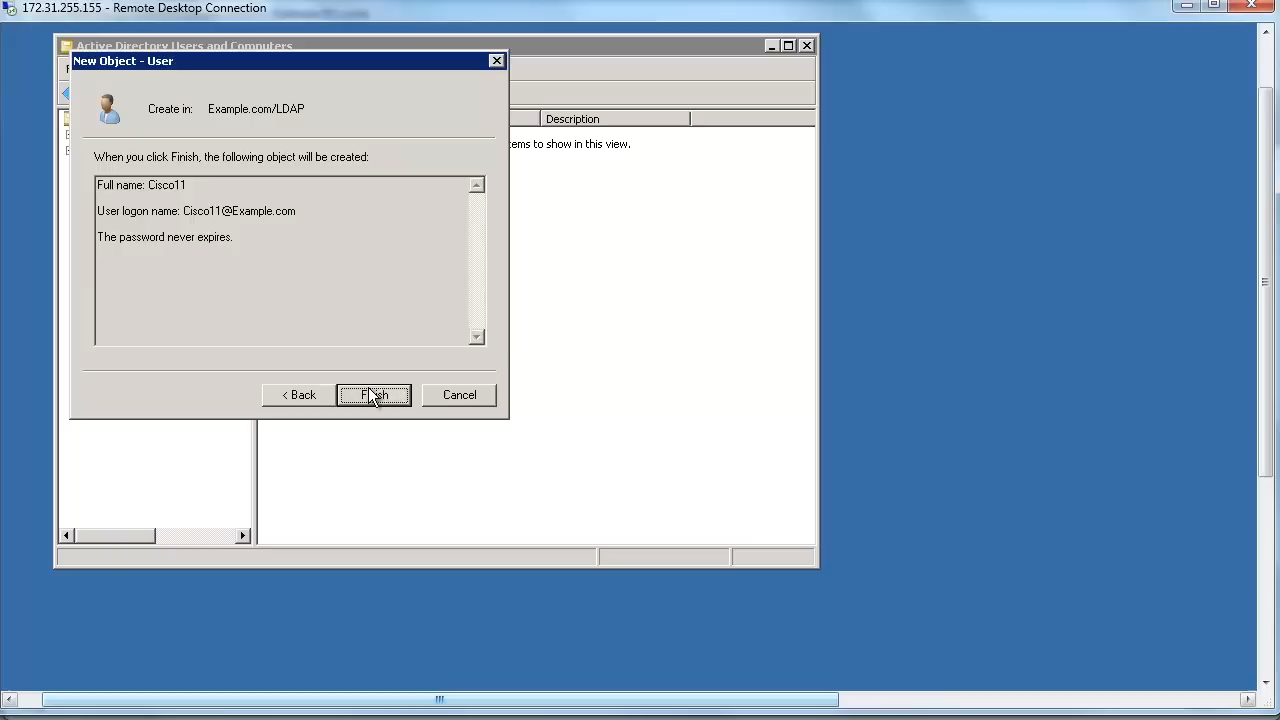 172.31.255.155 - Remote Desktop Connection
Active Directory Users and Computers
New Object - User
Create in: Example.com/LDAP
Description
tems to show in this view.
When you click Finish, the following object will be created:
Full name: Cisco11
User logon name: Cisco11@Example.com
The password never expires.
< Back
Finish
Cancel